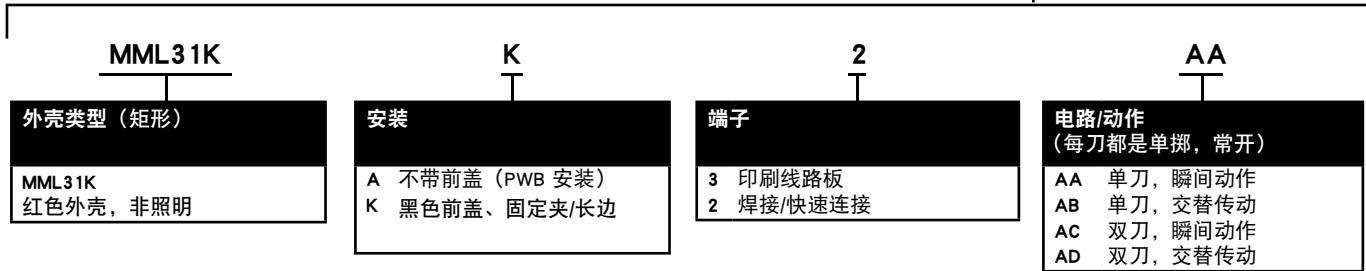 MML31K
K
2
AA
外壳类型（矩形）
MML31K
红色外壳，非照明
安装
A 不带前盖（PWB 安装）
K 黑色前盖、固定夹/长边
端子
3 印刷线路板
2 焊接/快速连接
电路/动作
（每刀都是单掷，常开）
AA 单刀，瞬间动作
AB 单刀，交替传动
AC 双刀，瞬间动作
AD 双刀，交替传动